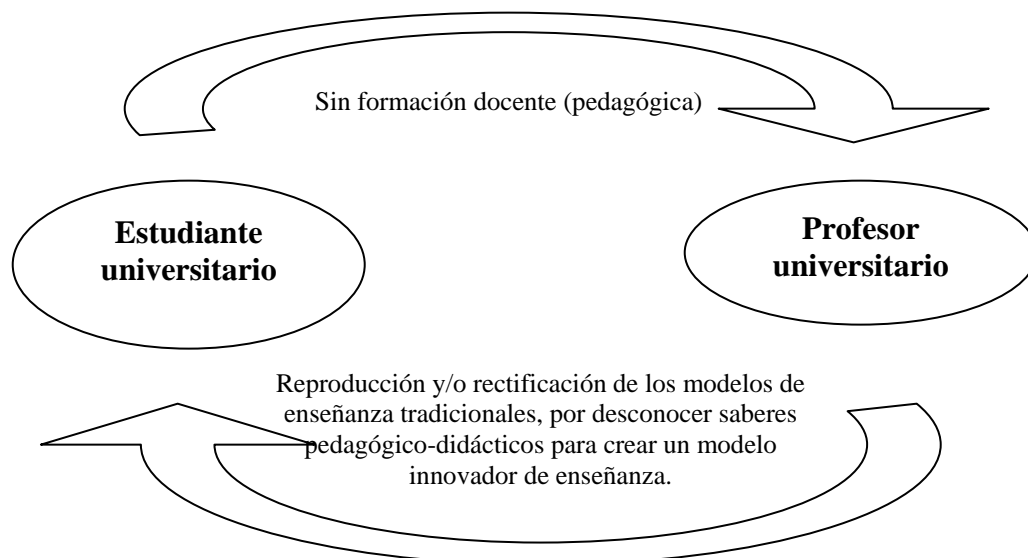 Sin formación docente (pedagógica)
Estudiante
universitario
Profesor
universitario
Reproducción y/o rectificación de los modelos de
enseñanza tradicionales, por desconocer saberes
pedagógico-didácticos para crear un modelo
innovador de enseñanza.